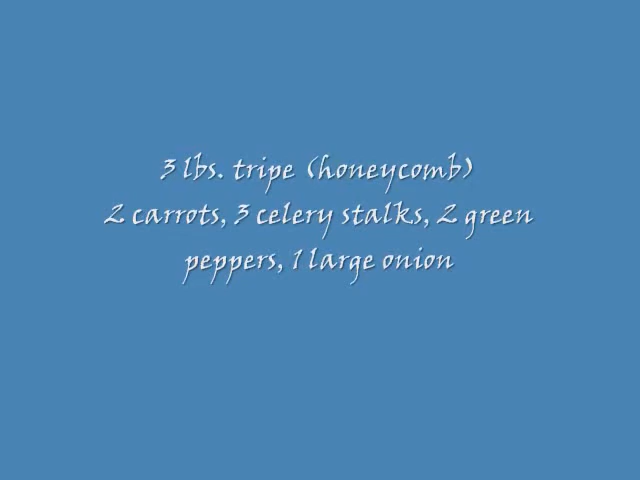 3 lbs. tripe (honeycomb)
2 carrots, 3 celery stalks, 2 green
peppers, 1 large onion